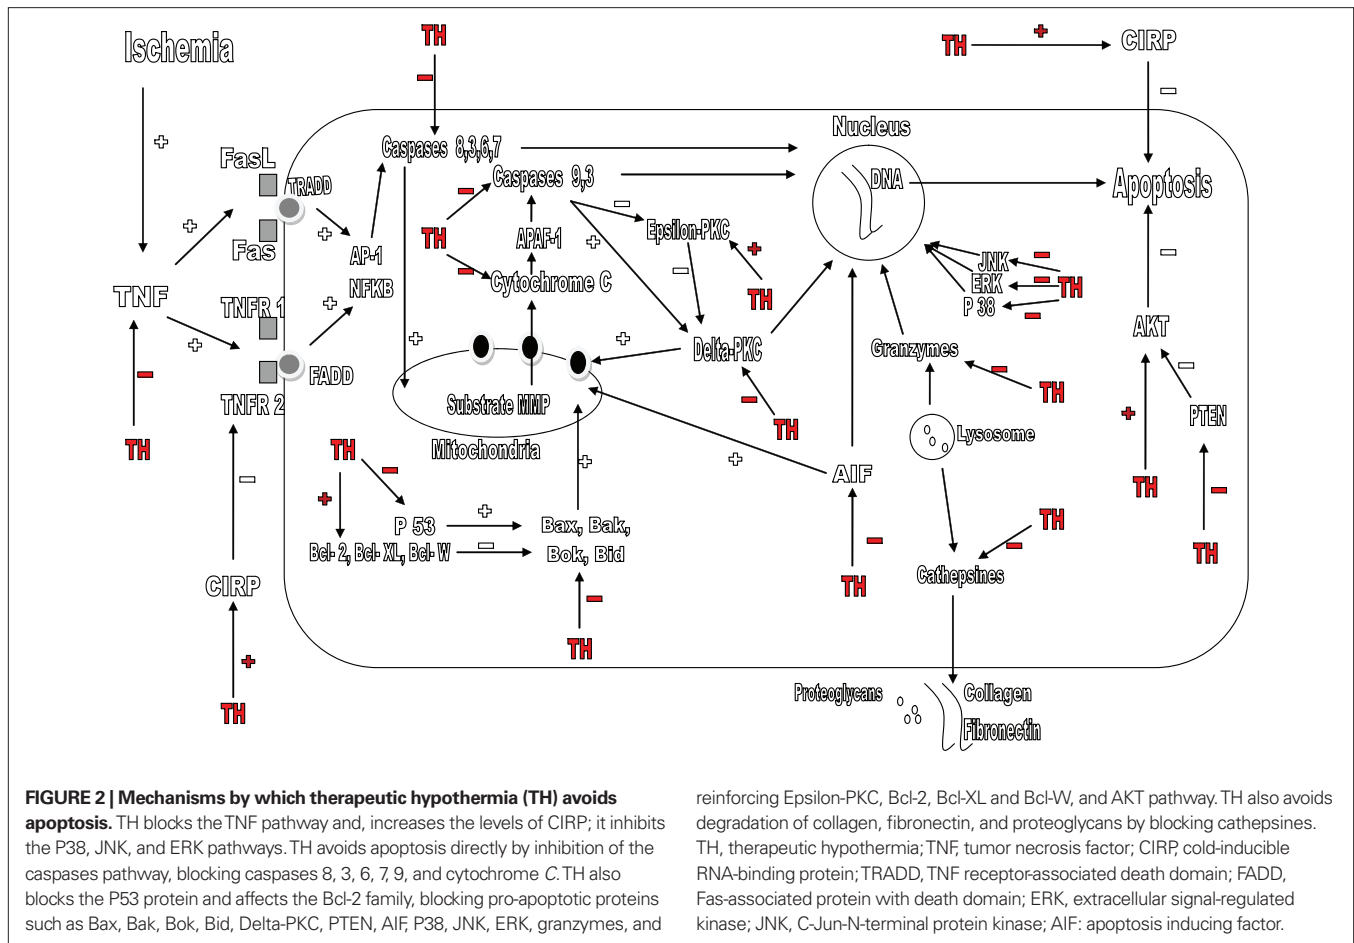 Ischemia
TH
TH
+
CIRP
−
−
+
Nucleus
FasL
Caspases 8,3,6,7
TRADD
Caspases 9,3
DNA
Apoptosis
−
−
+
Fas
+
TH
APAF-1
+
Epsilon-PKC
−
AP-1
−
Cytochrome C
−
+
JNK
−
ERK
−
TH
TNF
NFKB
TNFR 1
+
TH
P 38
−
+
+
+
Delta-PKC
Granzymes
AKT
−
−
FADD
−
−
TNFR 2
Substrate MMP
TH
+
PTEN
TH
TH
Mitochondria
TH
Lysosome
−
+
+
AIF
−
+
TH
−
−
P 53
+
Bax, Bak,
TH
Bcl- 2, Bcl- XL, Bcl- W
−
Bok, Bid
−
−
TH
CIRP
Cathepsines
TH
−
+
TH
TH
Proteoglycans
Collagen
Fibronectin
FIGURE 2 | Mechanisms by which therapeutic hypothermia (TH) avoids
apoptosis. TH blocks the TNF pathway and, increases the levels of CIRP; it inhibits
the P38, JNK, and ERK pathways. TH avoids apoptosis directly by inhibition of the
caspases pathway, blocking caspases 8, 3, 6, 7, 9, and cytochrome C. TH also
blocks the P53 protein and affects the Bcl-2 family, blocking pro-apoptotic proteins
such as Bax, Bak, Bok, Bid, Delta-PKC, PTEN, AIF, P38, JNK, ERK, granzymes, and
reinforcing Epsilon-PKC, Bcl-2, Bcl-XL and Bcl-W, and AKT pathway. TH also avoids
degradation of collagen, fibronectin, and proteoglycans by blocking cathepsines.
TH, therapeutic hypothermia; TNF, tumor necrosis factor; CIRP, cold-inducible
RNA-binding protein; TRADD, TNF receptor-associated death domain; FADD,
Fas-associated protein with death domain; ERK, extracellular signal-regulated
kinase; JNK, C-Jun-N-terminal protein kinase; AIF: apoptosis inducing factor.